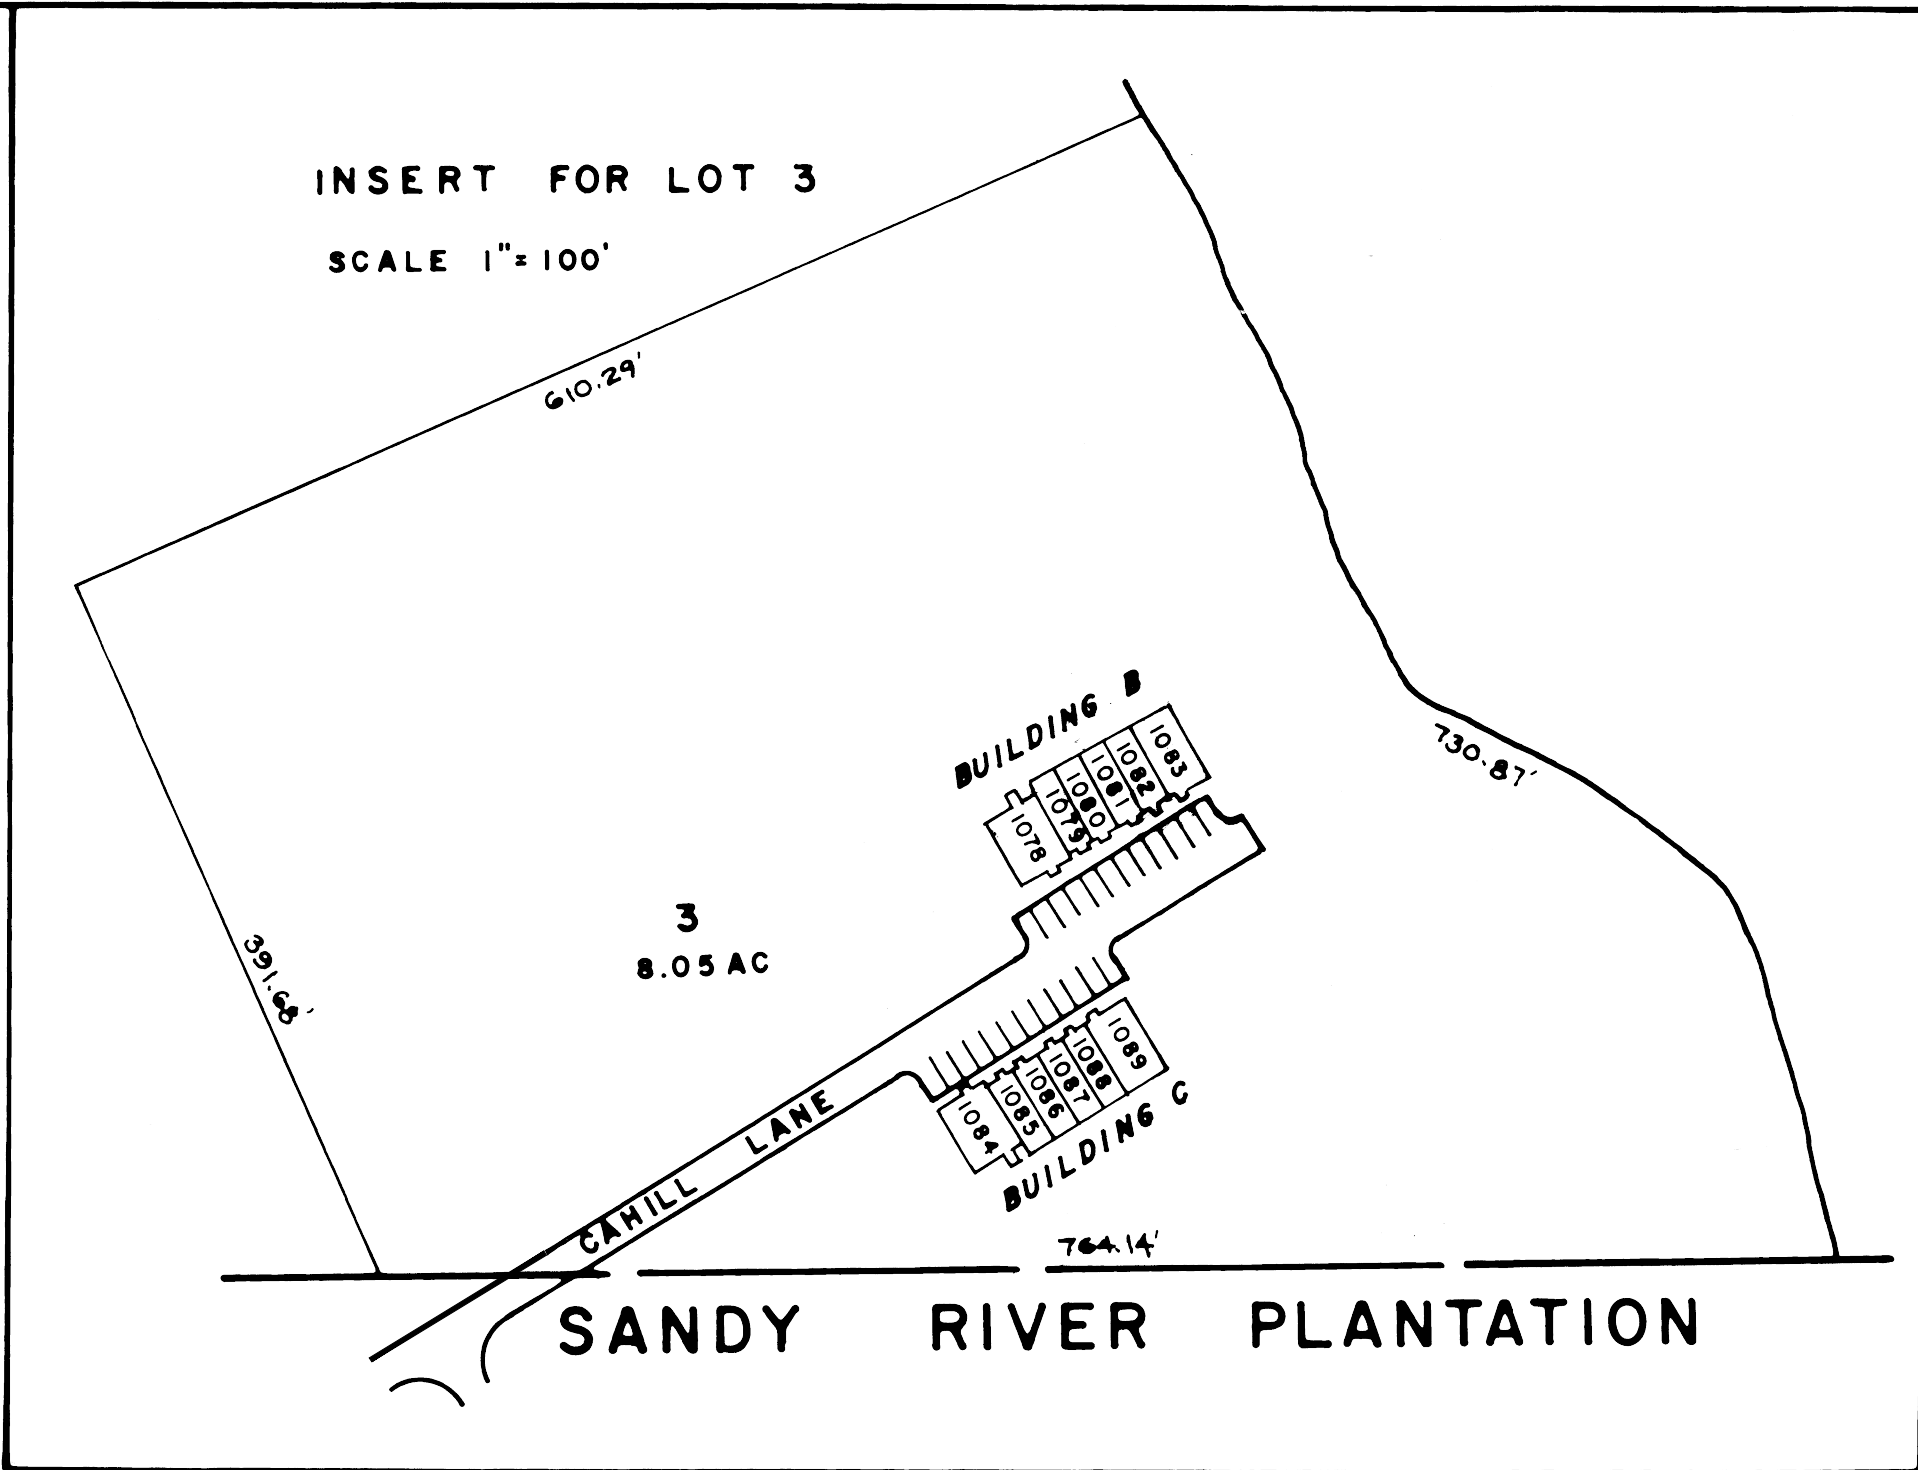 INSERT FOR LOT 3
SCALE 1"=100'
610.29'
730.87'
391.68'
BUILDING B
1078
1079
1080
1081
1082
1083
3
8.05 AC
1084
1085
1086
1087
1088
1089
BUILDING C
CAHILL LANE
764.14'
SANDY RIVER PLANTATION